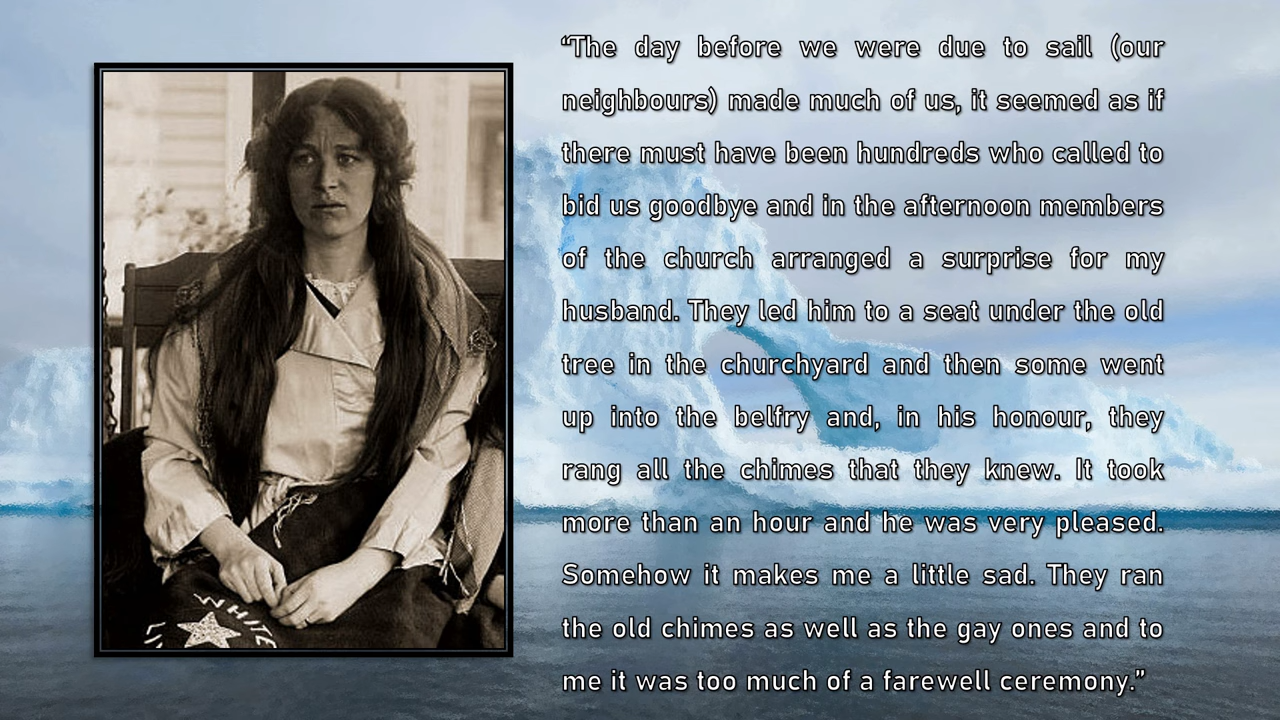 “The day before we were due to sail (our
neighbours) made much of us, it seemed as if
there must have been hundreds who called to
bid us goodbye and in the afternoon members
of the church arranged a surprise for my
husband. They led him to a seat under the old
tree in the churchyard and then some went
up into the belfry and, in his honour, they
rang all the chimes that they knew. It took
more than an hour and he was very pleased.
Somehow it makes me a little sad. They ran
the old chimes as well as the gay ones and to
me it was too much of a farewell ceremony.”
WHITE